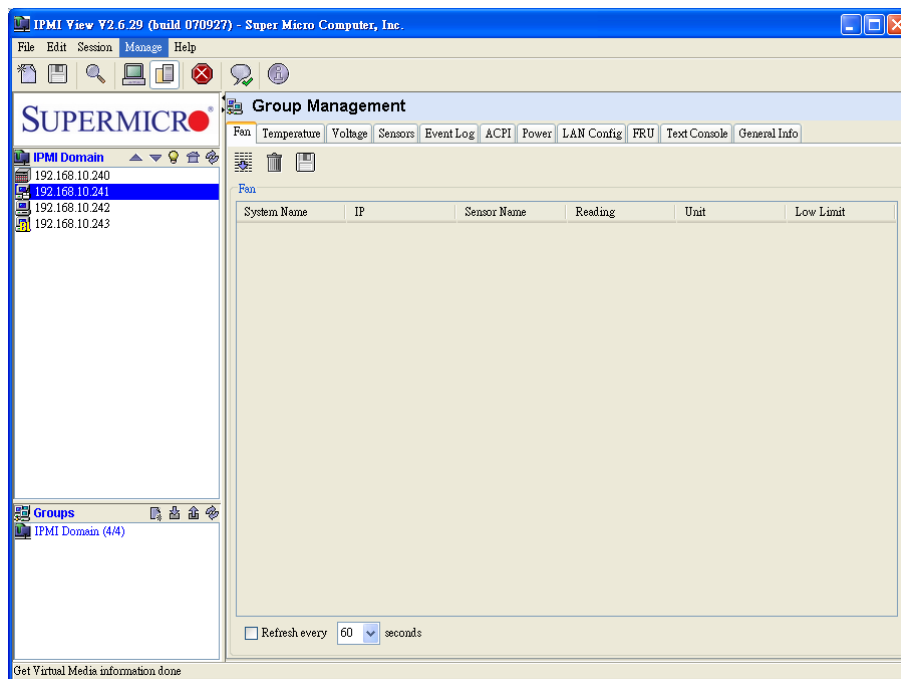 IPMI View V2.6.29 (build 070927) - Super Micro Computer, Inc.
File Edit Session Manage Help
SUPERMICRO
IPMI Domain
192.168.10.240
192.168.10.241
192.168.10.242
192.168.10.243
Groups
IPMI Domain (4/4)
Group Management
Fan Temperature Voltage Sensors Event Log ACPI Power LAN Config FRU Text Console General Info
Fan
System Name IP Sensor Name Reading Unit Low Limit
Refresh every 60 seconds
Get Virtual Media information done